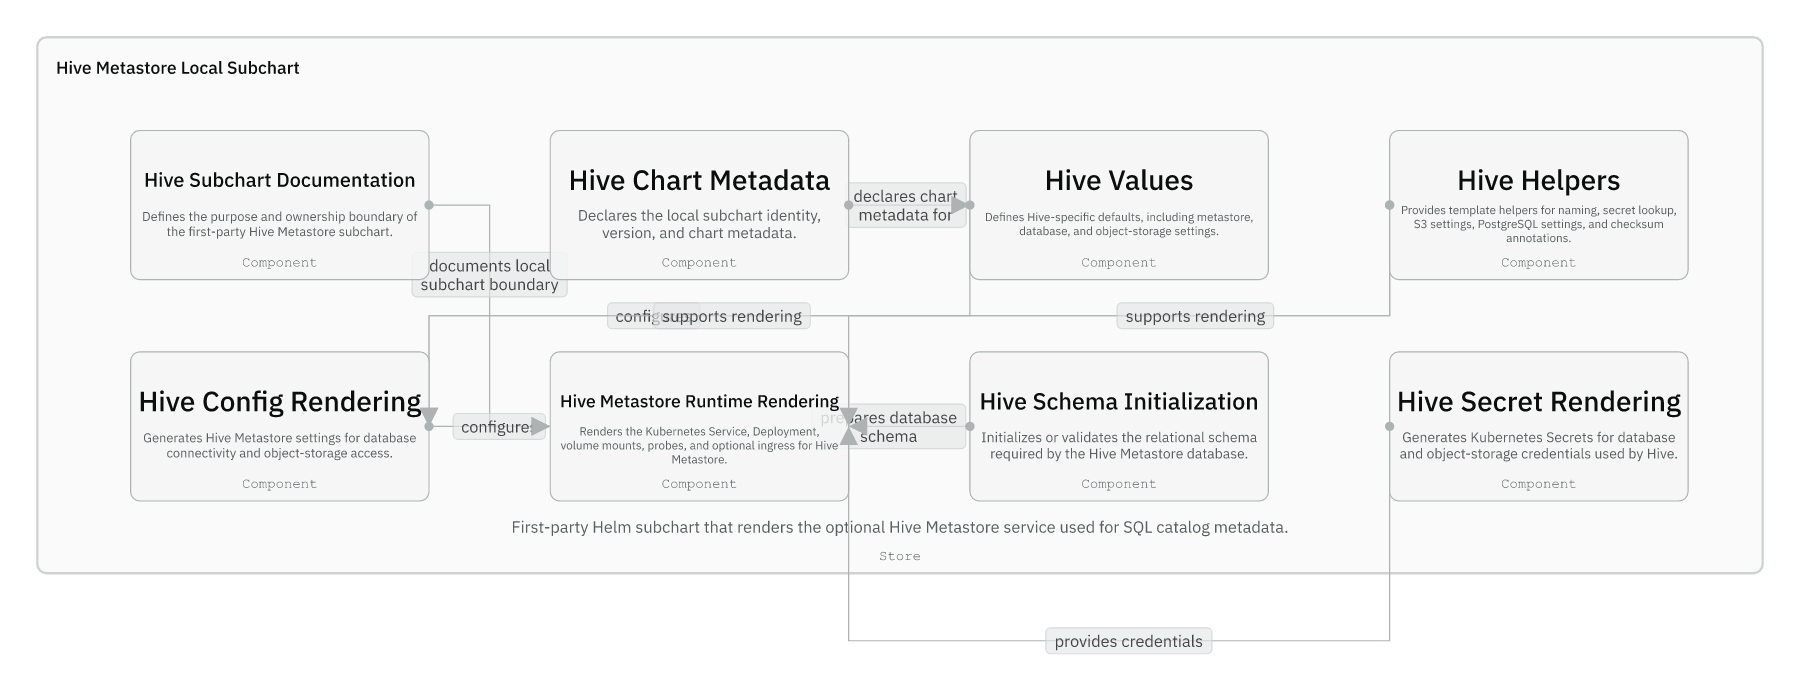 Hive Metastore Local Subchart
Hive Subchart Documentation
Defines the purpose and ownership boundary of
the first-party Hive Metastore subchart.
Component
Hive Chart Metadata
Declares the local subchart identity,
version, and chart metadata.
Component
declares chart
metadata for
Hive Values
Defines Hive-specific defaults, including metastore,
database, and object-storage settings.
Component
Hive Helpers
Provides template helpers for naming, secret lookup,
S3 settings, PostgreSQL settings, and checksum
annotations.
Component
documents local
subchart boundary
configures
supports rendering
supports rendering
Hive Config Rendering
Generates Hive Metastore settings for database
connectivity and object-storage access.
Component
configures
Hive Metastore Runtime Rendering
Renders the Kubernetes Service, Deployment,
volume mounts, probes, and optional ingress for Hive
Metastore.
Component
prepares database
schema
Hive Schema Initialization
Initializes or validates the relational schema
required by the Hive Metastore database.
Component
Hive Secret Rendering
Generates Kubernetes Secrets for database
and object-storage credentials used by Hive.
Component
First-party Helm subchart that renders the optional Hive Metastore service used for SQL catalog metadata.
Store
provides credentials